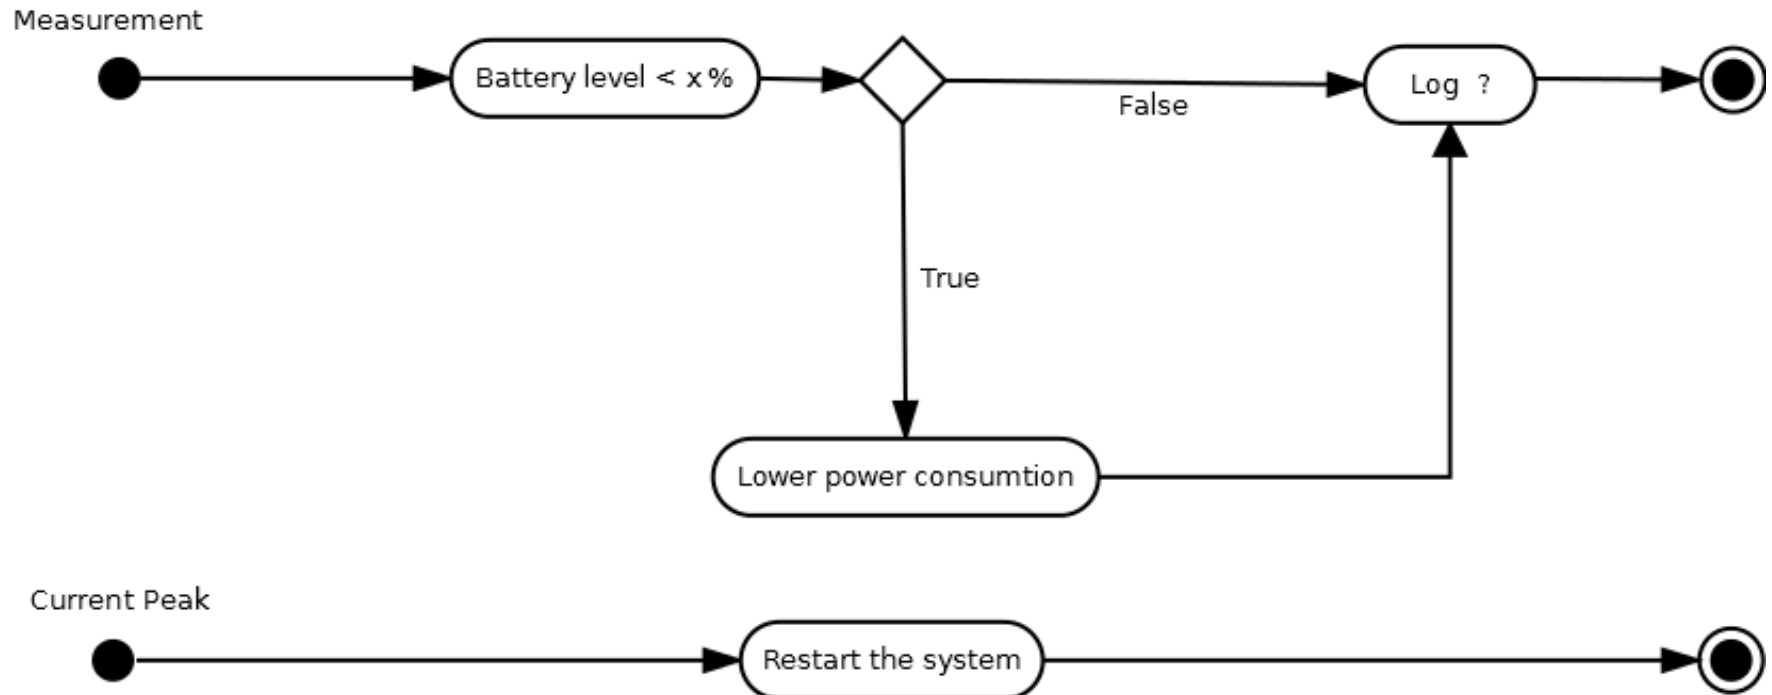 Measurement
Battery level < x %
False
Log ?
True
Lower power consumtion
Current Peak
Restart the system